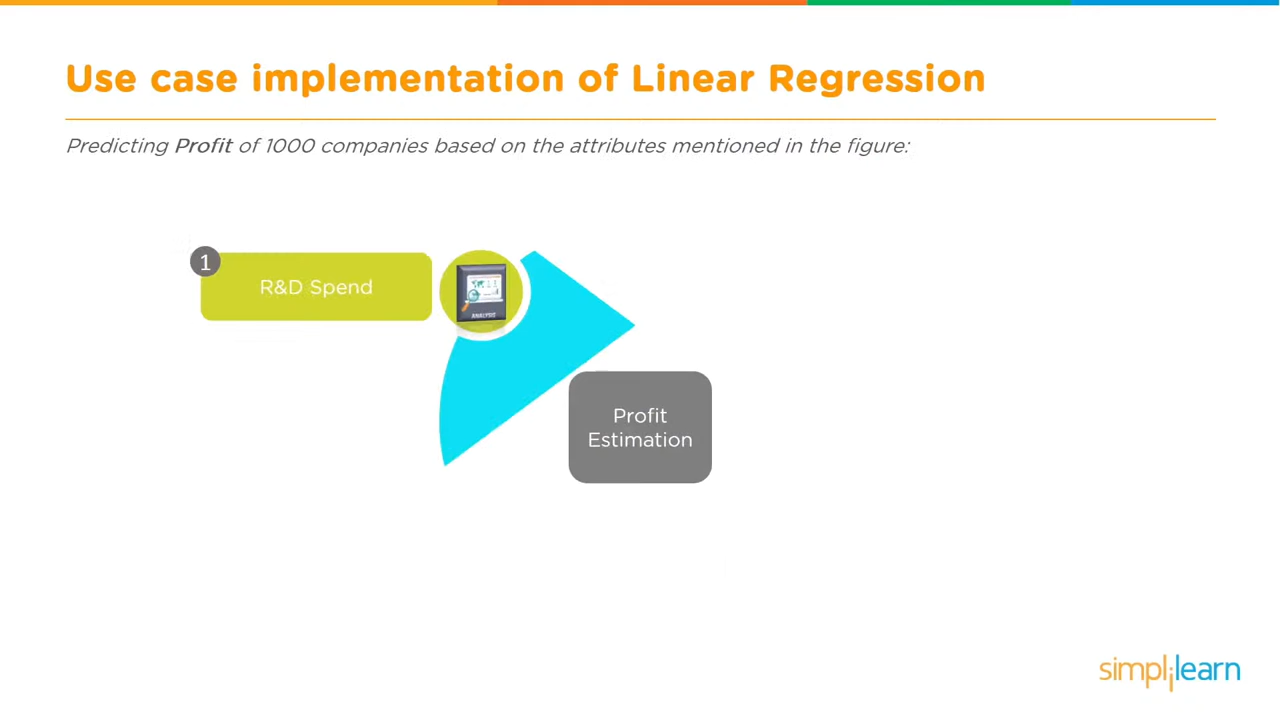 Use case implementation of Linear Regression
Predicting Profit of 1000 companies based on the attributes mentioned in the figure:
1
R&D Spend
ANALYSIS
Profit
Estimation
simplilearn